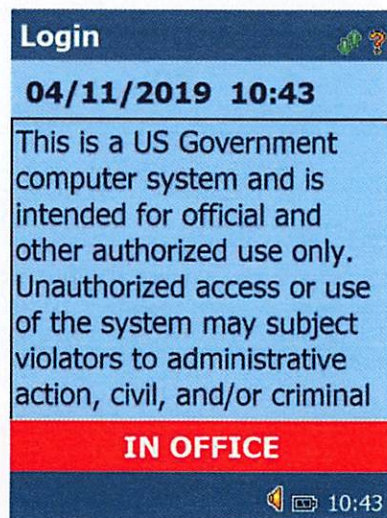 Login
04/11/2019 10:43
This is a US Government
computer system and is
intended for official and
other authorized use only.
Unauthorized access or use
of the system may subject
violators to administrative
action, civil, and/or criminal
IN OFFICE
10:43